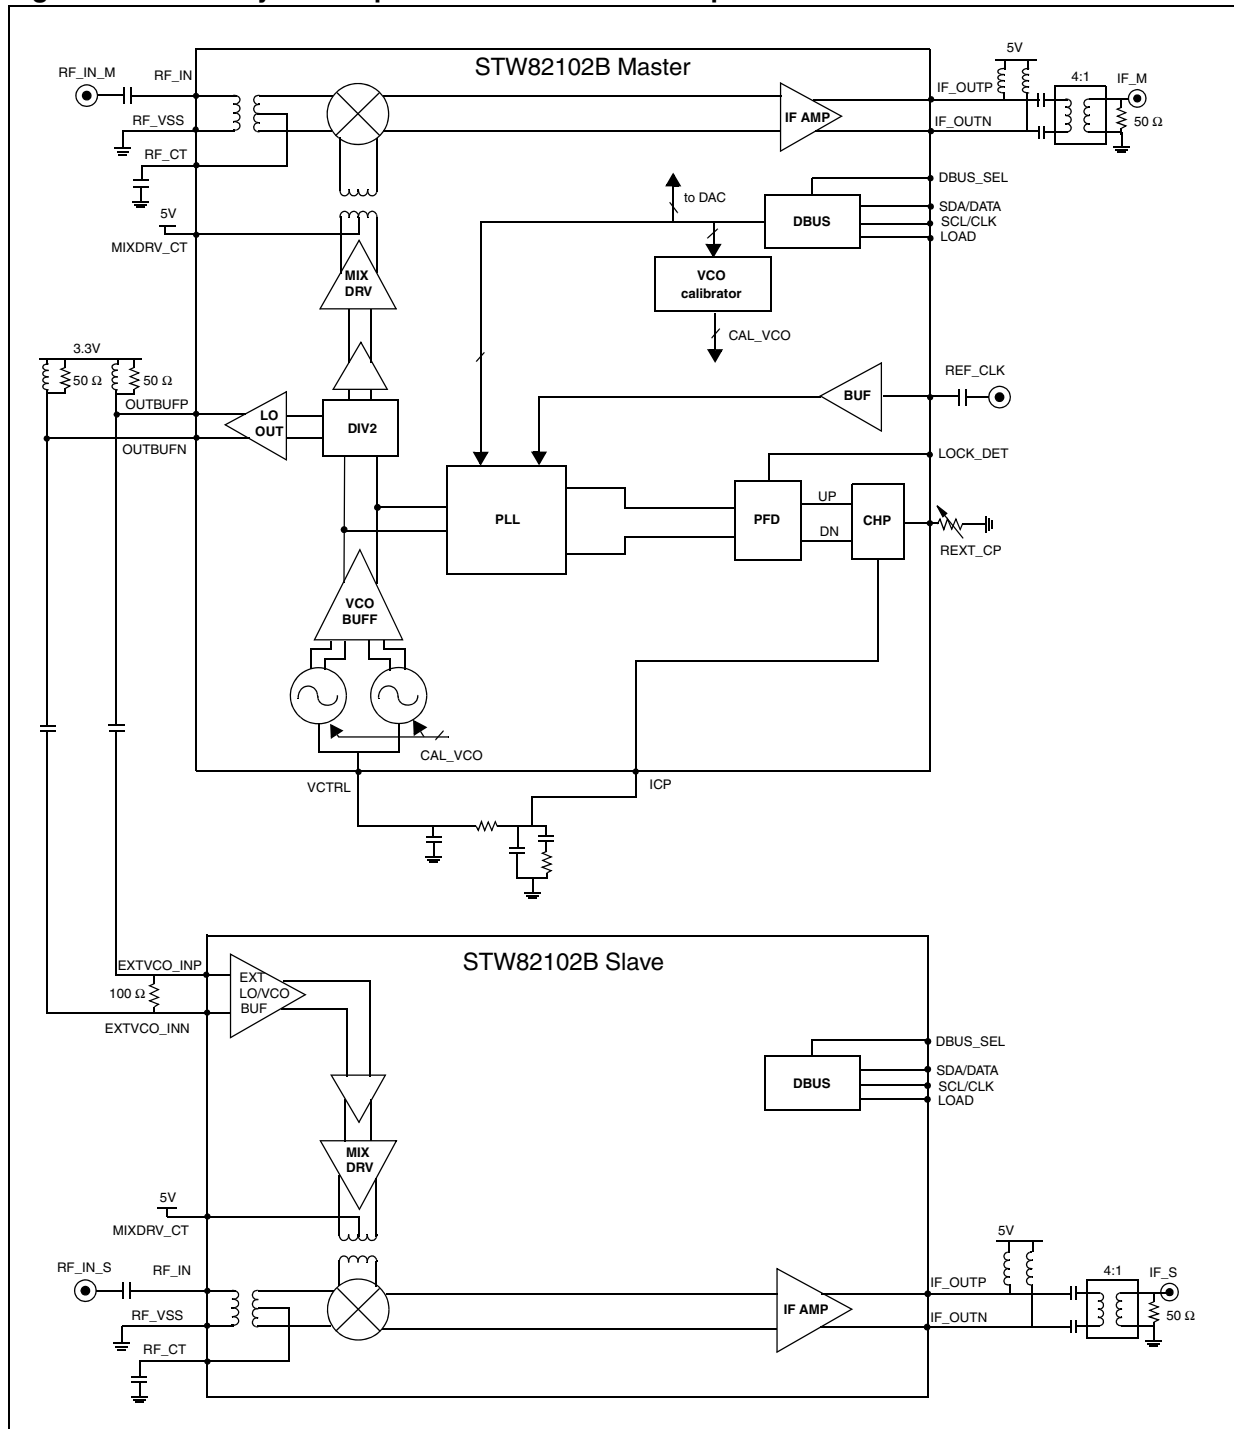 STW82102B Master
RF_IN_M
RF_IN
RF_VSS
RF_CT
5V
MIXDRV_CT
MIX
DRV
IF AMP
IF_OUTP
IF_OUTN
5V
4:1
IF_M
50 Ω
to DAC
DBUS
DBUS_SEL
SDA/DATA
SCL/CLK
LOAD
VCO
calibrator
CAL_VCO
3.3V
50 Ω
50 Ω
OUTBUFP
OUTBUFN
LO
OUT
DIV2
BUF
REF_CLK
LOCK_DET
PLL
PFD
UP
DN
CHP
REXT_CP
VCO
BUFF
CAL_VCO
VCTRL
ICP
STW82102B Slave
EXTVCO_INP
100 Ω
EXTVCO_INN
EXT
LO/VCO
BUF
DBUS
DBUS_SEL
SDA/DATA
SCL/CLK
LOAD
MIX
DRV
5V
MIXDRV_CT
RF_IN_S
RF_IN
RF_VSS
RF_CT
IF AMP
IF_OUTP
IF_OUTN
5V
4:1
IF_S
50 Ω